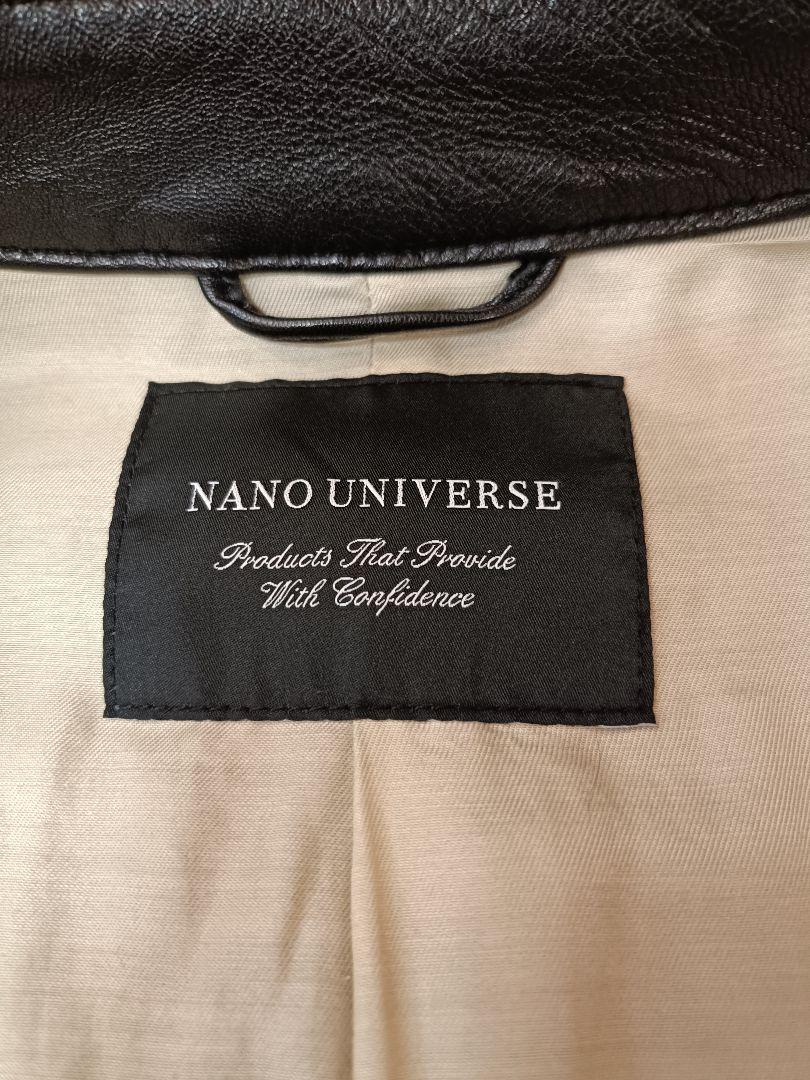 NANO UNIVERSE
Products That Provide
With Confidence